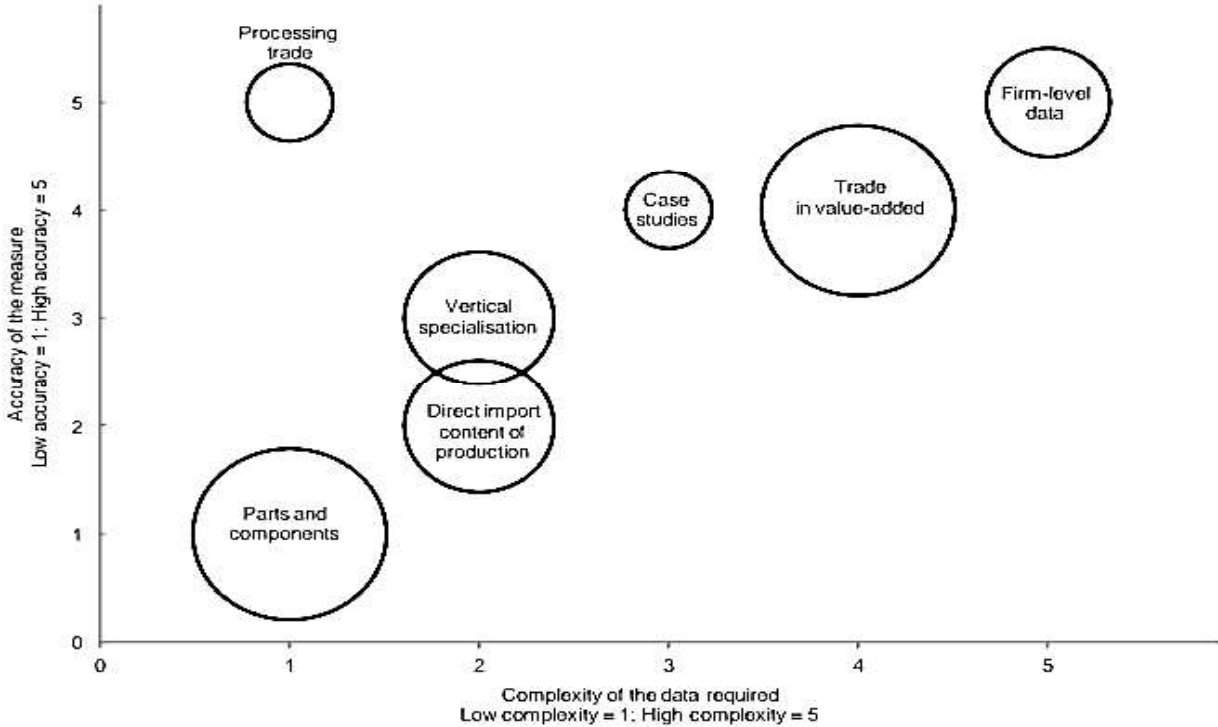 Processing
trade
Firm-level
data
Case
studies
Trade
in value-added
Vertical
specialisation
Direct import
content of
production
Parts and
components
Accuracy of the measure
Low accuracy = 1; High accuracy = 5
5
4
3
2
1
0
0 1 2 3 4 5
Complexity of the data required
Low complexity = 1; High complexity = 5